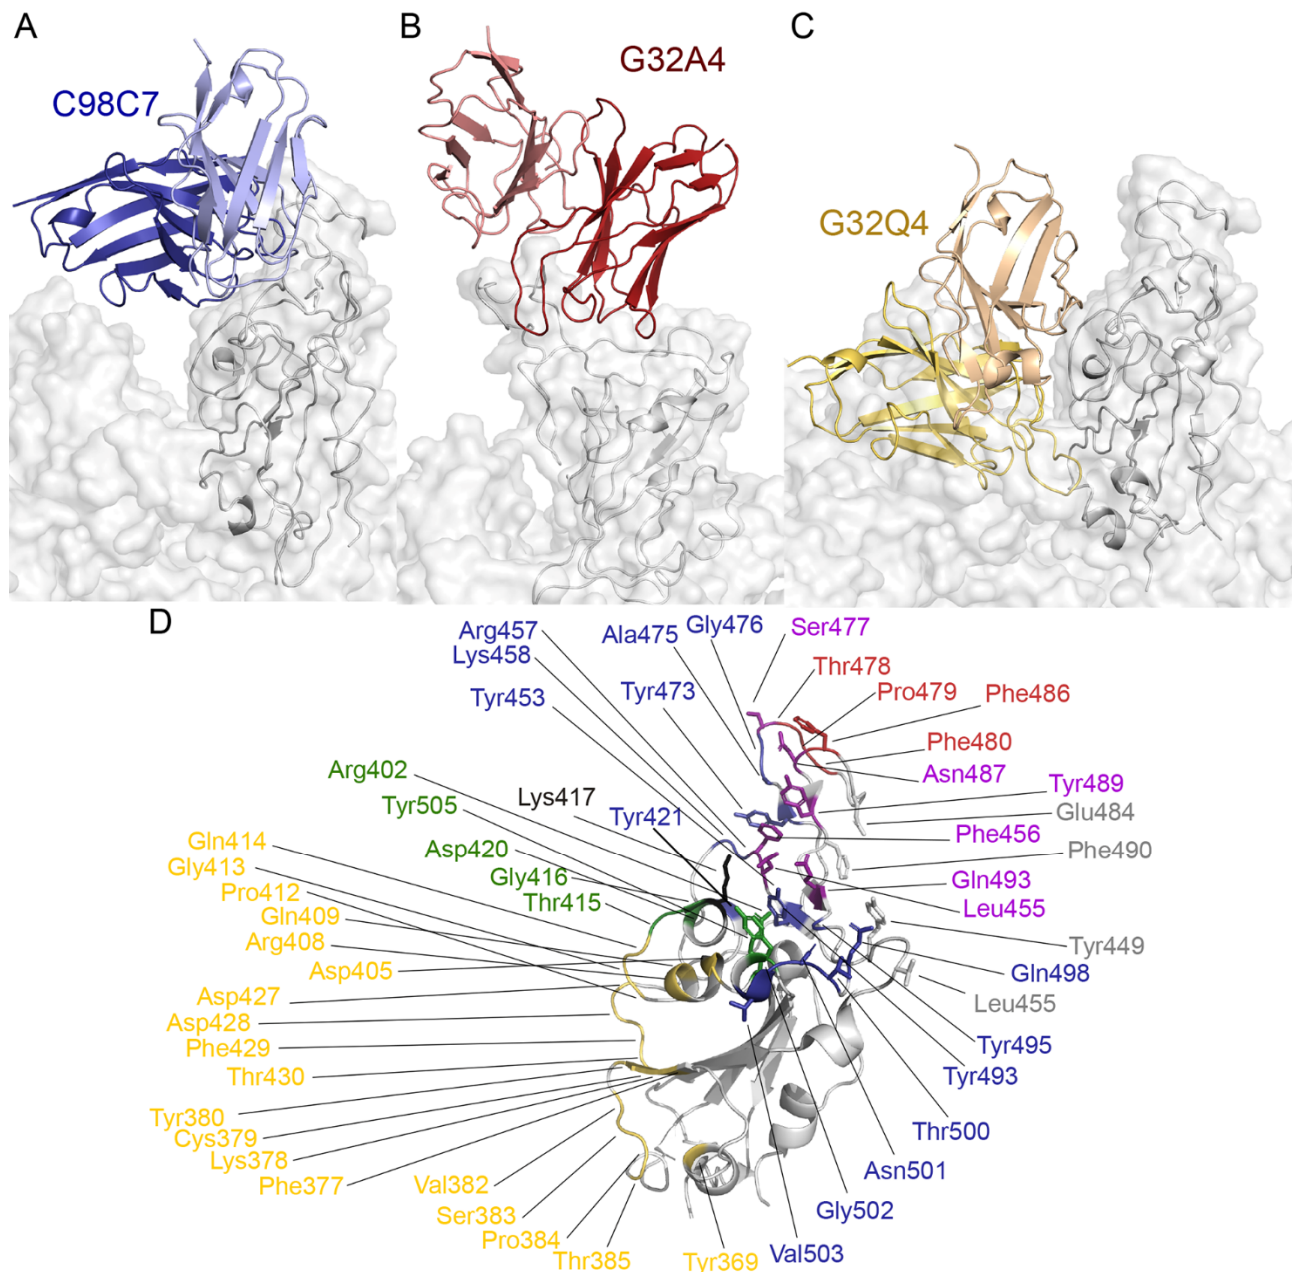 A
B
C
C98C7
G32A4
G32Q4
D
Arg457
Lys458
Tyr453
Ala475
Gly476
Tyr473
Ser477
Thr478
Pro479
Phe486
Phe480
Asn487
Tyr489
Glu484
Phe456
Phe490
Gln493
Leu455
Tyr449
Gln498
Leu455
Tyr495
Tyr493
Thr500
Asn501
Gly502
Val503
Arg402
Tyr505
Lys417
Tyr421
Asp420
Gly416
Thr415
Gln414
Gly413
Pro412
Gln409
Arg408
Asp405
Asp427
Asp428
Phe429
Thr430
Tyr380
Cys379
Lys378
Phe377
Val382
Ser383
Pro384
Thr385
Tyr369